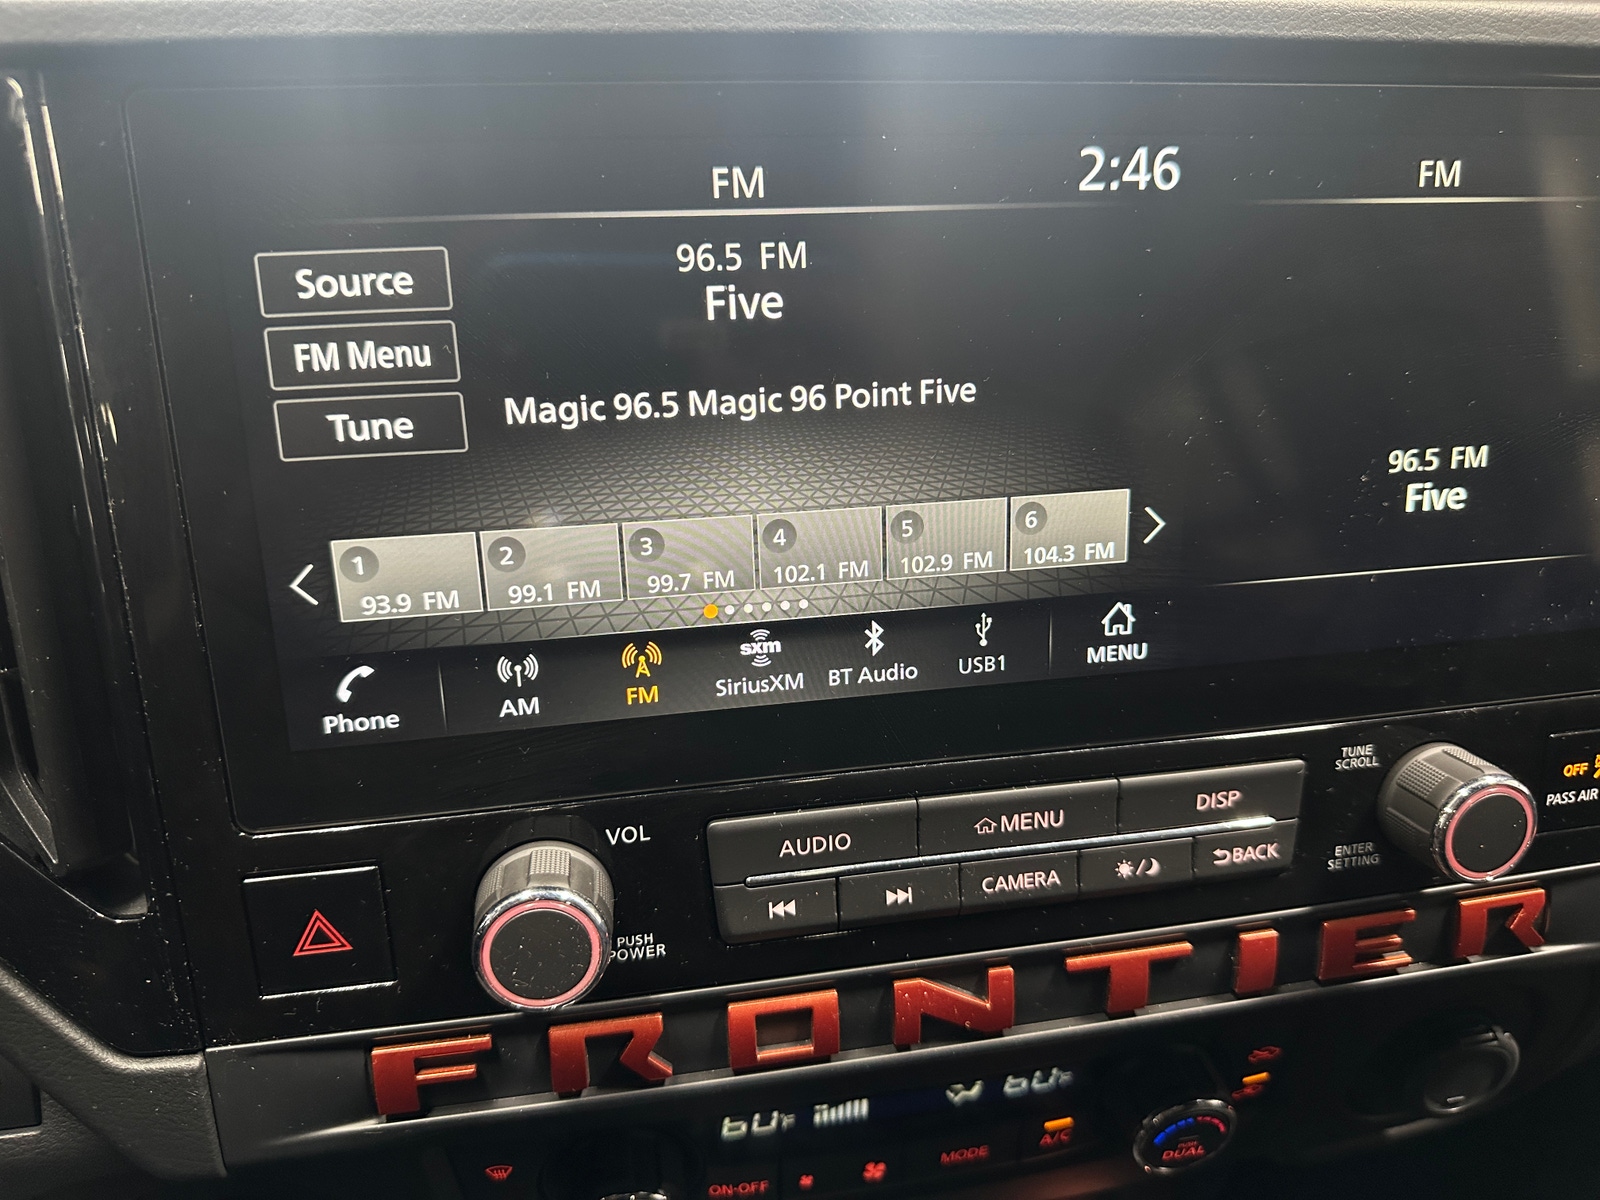 FM
2:46
FM
Source
FM Menu
Tune
96.5 FM
Five
Magic 96.5 Magic 96 Point Five
96.5 FM
Five
1
93.9 FM
2
99.1 FM
3
99.7 FM
4
102.1 FM
5
102.9 FM
6
104.3 FM
Phone
AM
FM
sxm
SiriusXM
BT Audio
USB1
MENU
VOL
PUSH
POWER
AUDIO
MENU
DISP
CAMERA
BACK
TUNE
SCROLL
ENTER
SETTING
OFF
PASS AIR
FRONTIER
MODE
A/C
ON·OFF
DUAL